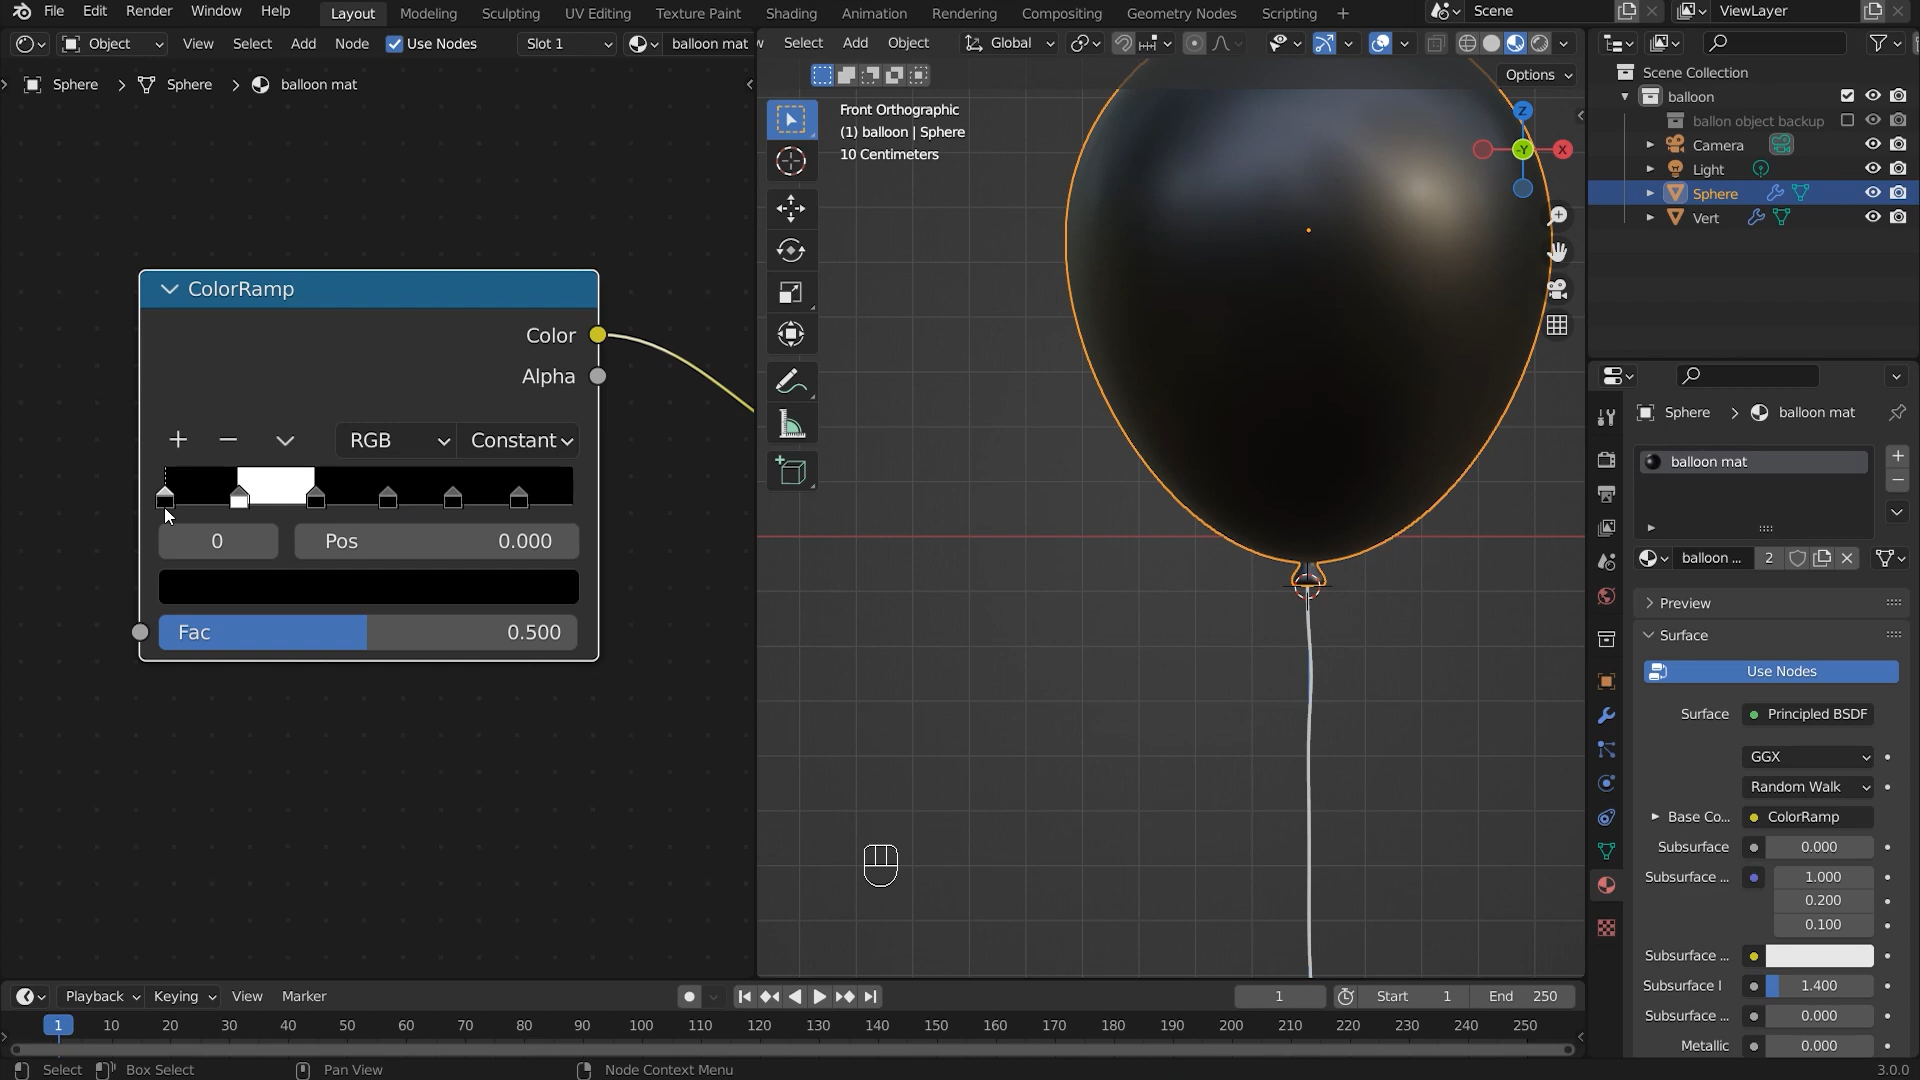 File Edit Render Window Help Layout Modeling Sculpting UV Editing Texture Paint Shading Animation Rendering Compositing Geometry Nodes Scripting + Scene ViewLayer
Object View Select Add Node Use Nodes Slot 1 balloon mat Select Add Object Global
Options
Sphere > Sphere > balloon mat
Front Orthographic
(1) balloon | Sphere
10 Centimeters
Z
-Y
X
Scene Collection
balloon
ballon object backup
Camera
Light
Sphere
Vert
ColorRamp
Color
Alpha
RGB Constant
0 Pos 0.000
Fac 0.500
Sphere > balloon mat
balloon mat
balloon ... 2
Preview
Surface
Use Nodes
Surface Principled BSDF
GGX
Random Walk
Base Co... ColorRamp
Subsurface 0.000
Subsurface ... 1.000
0.200
0.100
Subsurface ...
Subsurface I 1.400
Subsurface ... 0.000
Metallic 0.000
Playback Keying View Marker 1 Start 1 End 250
1 10 20 30 40 50 60 70 80 90 100 110 120 130 140 150 160 170 180 190 200 210 220 230 240 250
Select Box Select Pan View Node Context Menu 3.0.0